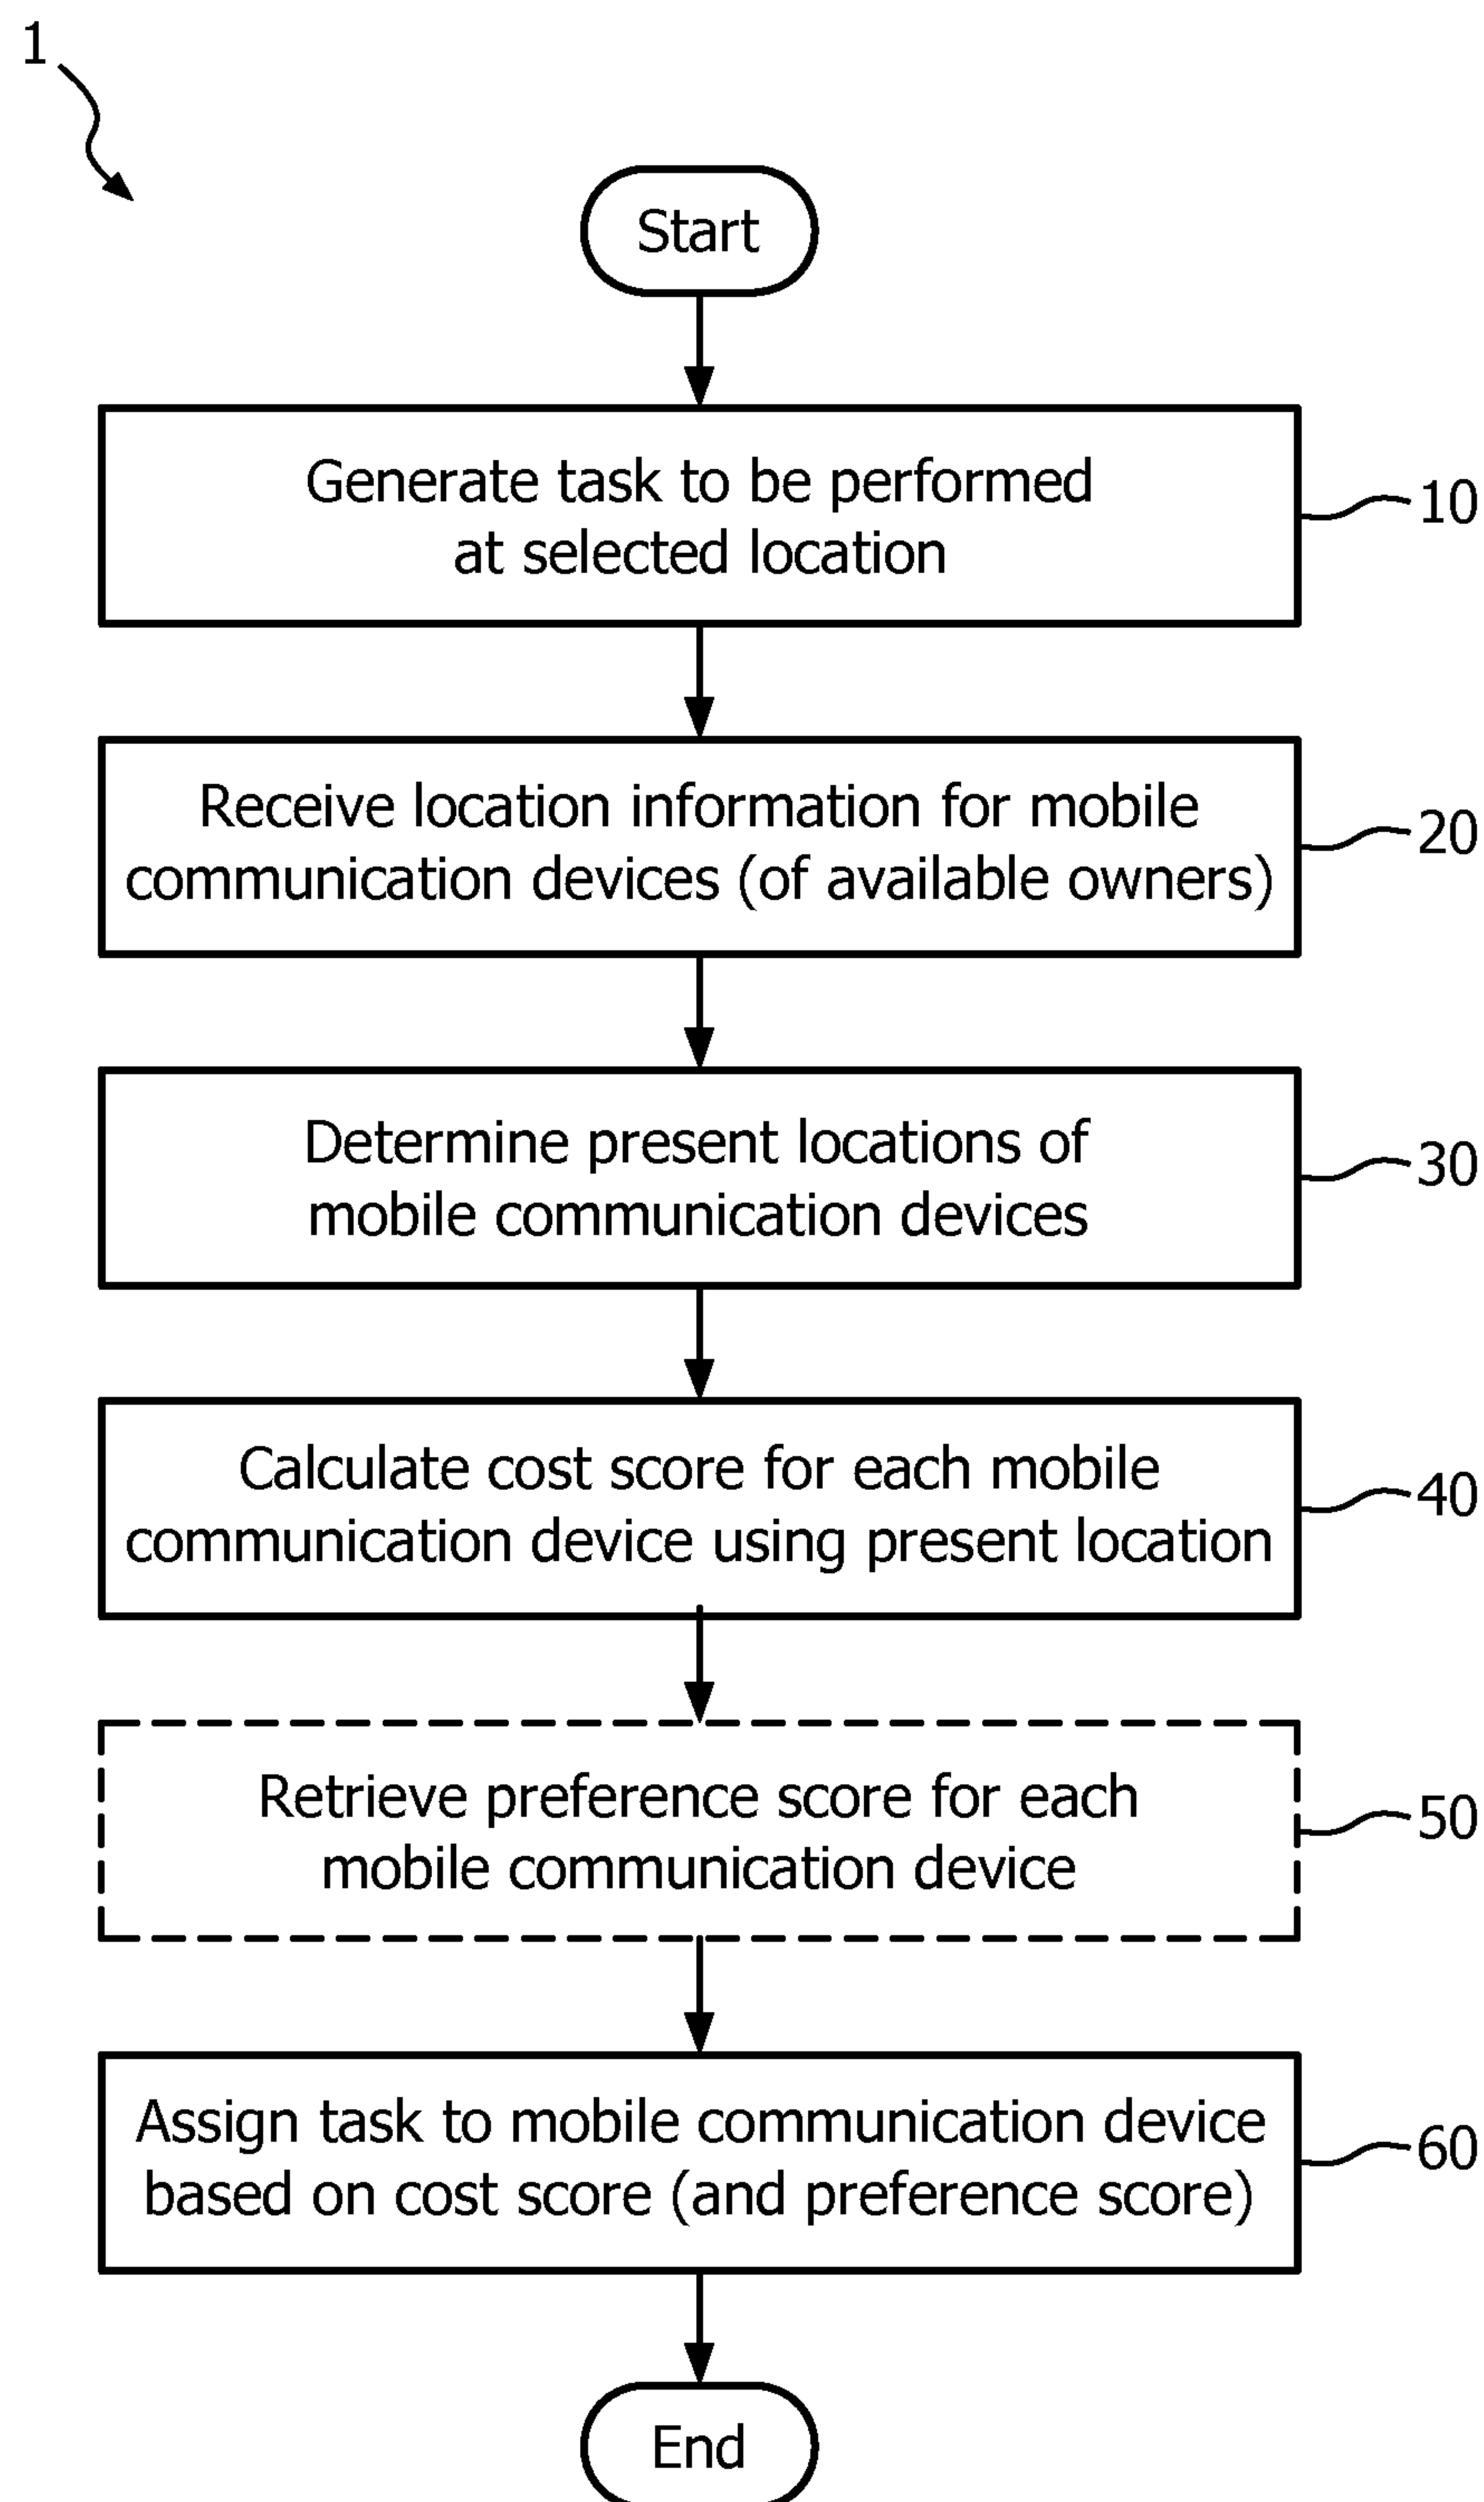 1
Start
Generate task to be performed
at selected location
10
Receive location information for mobile
communication devices (of available owners)
20
Determine present locations of
mobile communication devices
30
Calculate cost score for each mobile
communication device using present location
40
Retrieve preference score for each
mobile communication device
50
Assign task to mobile communication device
based on cost score (and preference score)
60
End